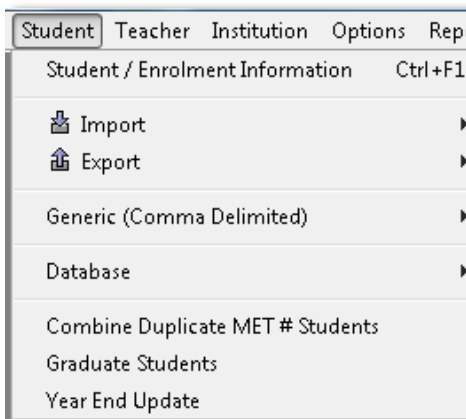 Student Teacher Institution Options Rep
Student / Enrolment Information Ctrl+F1
Import
Export
Generic (Comma Delimited)
Database
Combine Duplicate MET # Students
Graduate Students
Year End Update